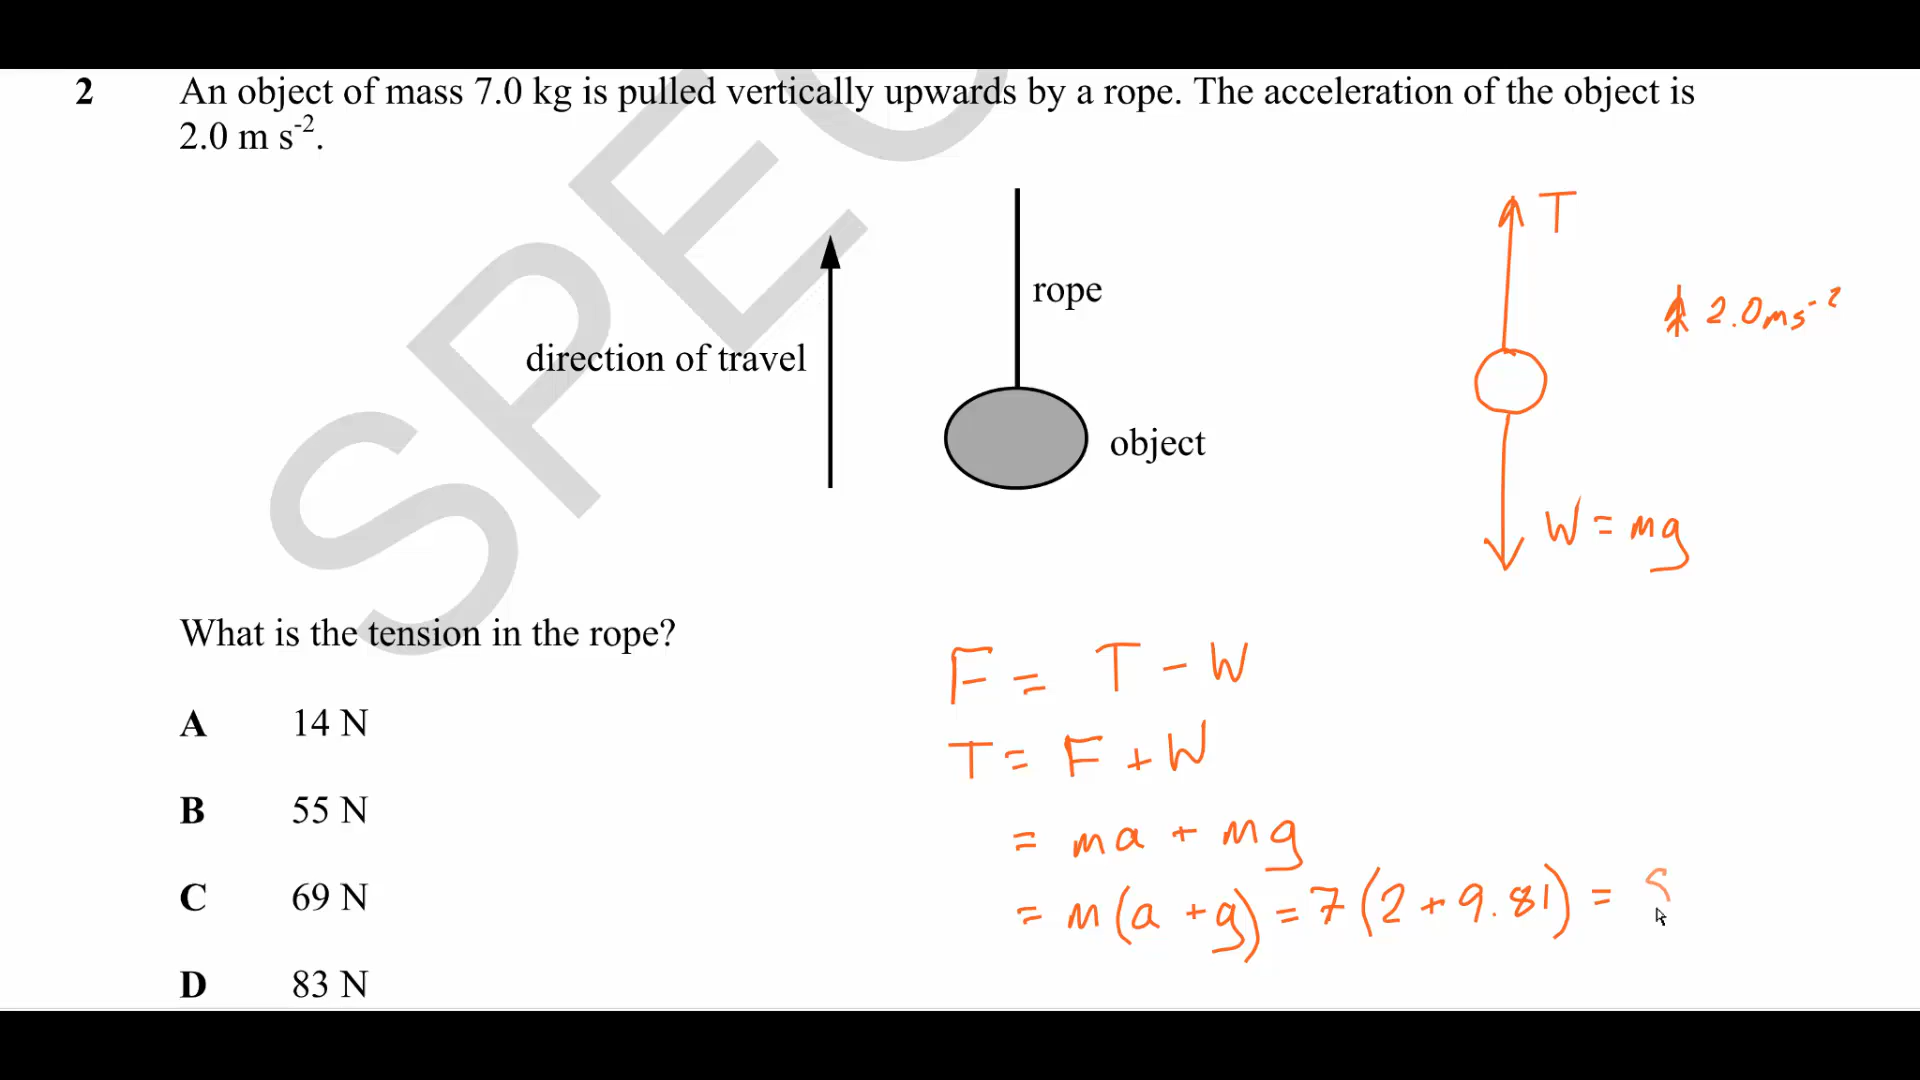 2 An object of mass 7.0 kg is pulled vertically upwards by a rope. The acceleration of the object is
2.0 m s⁻².
SPEC
T
rope
2.0ms⁻²
direction of travel
object
W = mg
What is the tension in the rope?
F = T - W
A 14 N
T = F + W
B 55 N
= ma + mg
C 69 N
= m(a + g) = 7(2 + 9.81) =
D 83 N